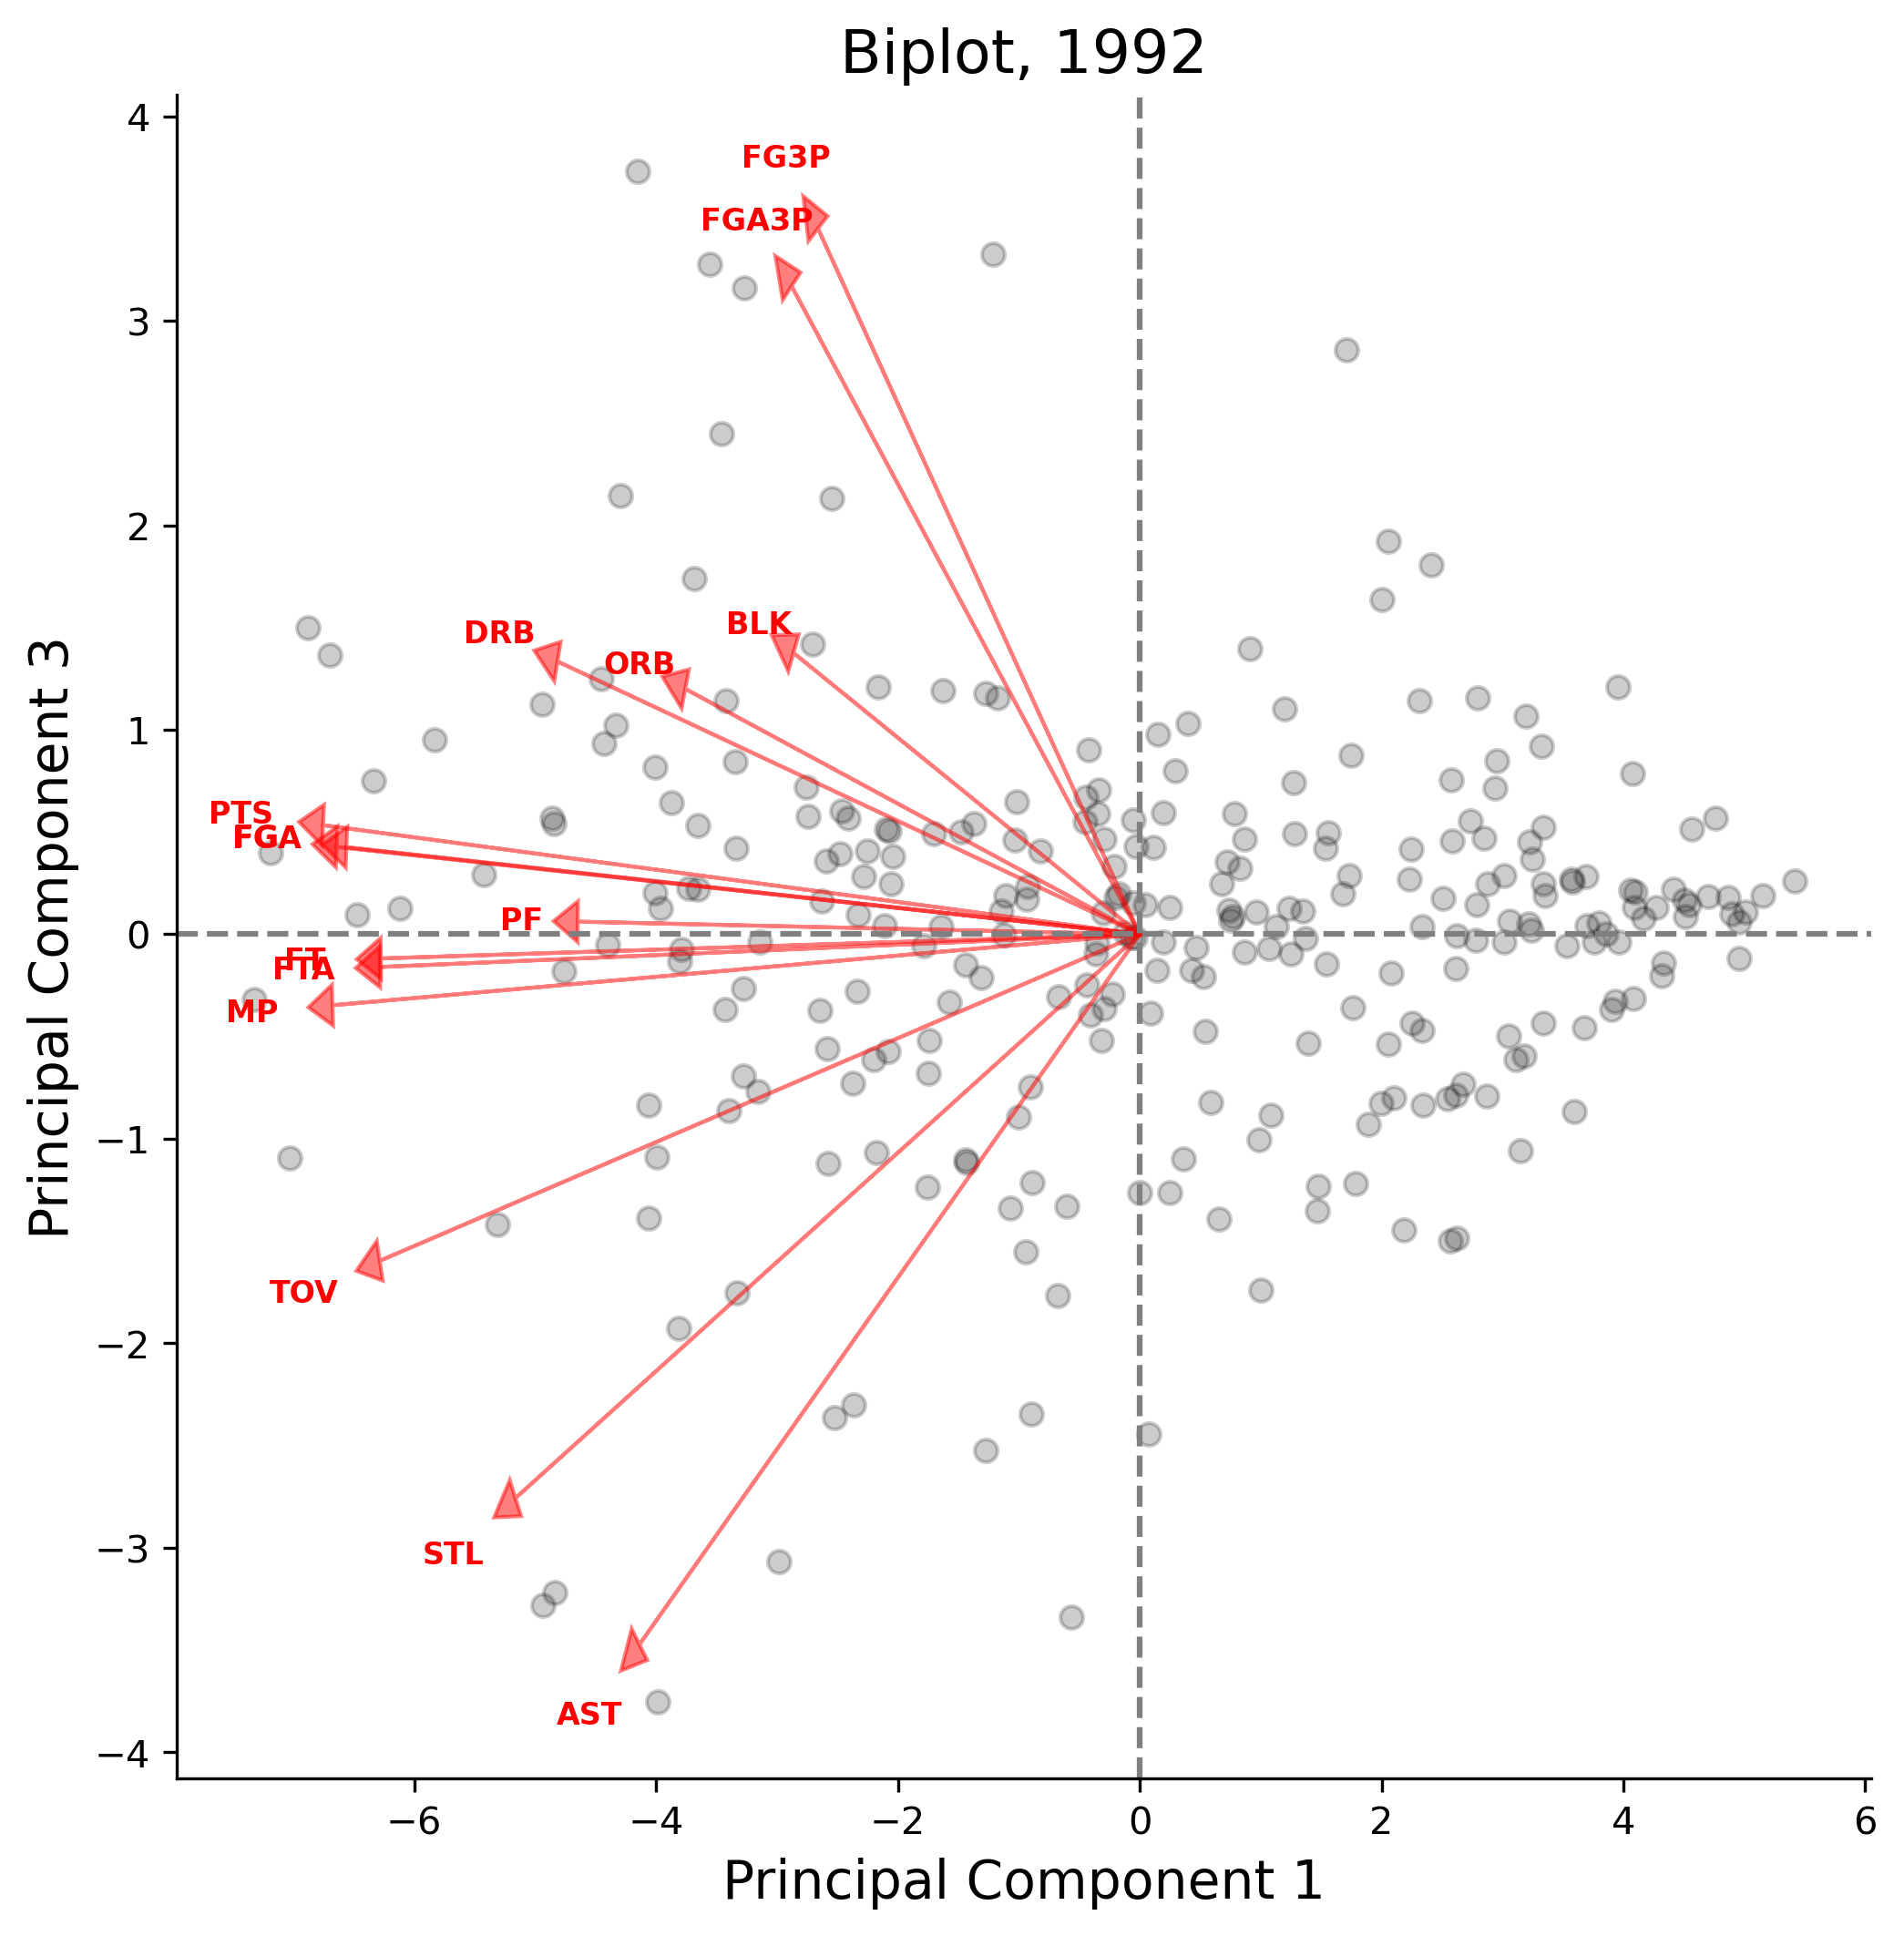 Biplot, 1992
Principal Component 3
4
3
2
1
0
−1
−2
−3
−4
FG3P
FGA3P
BLK
DRB
ORB
PTS
FGA
PF
FT
FTA
MP
TOV
STL
AST
−6
−4
−2
0
2
4
6
Principal Component 1